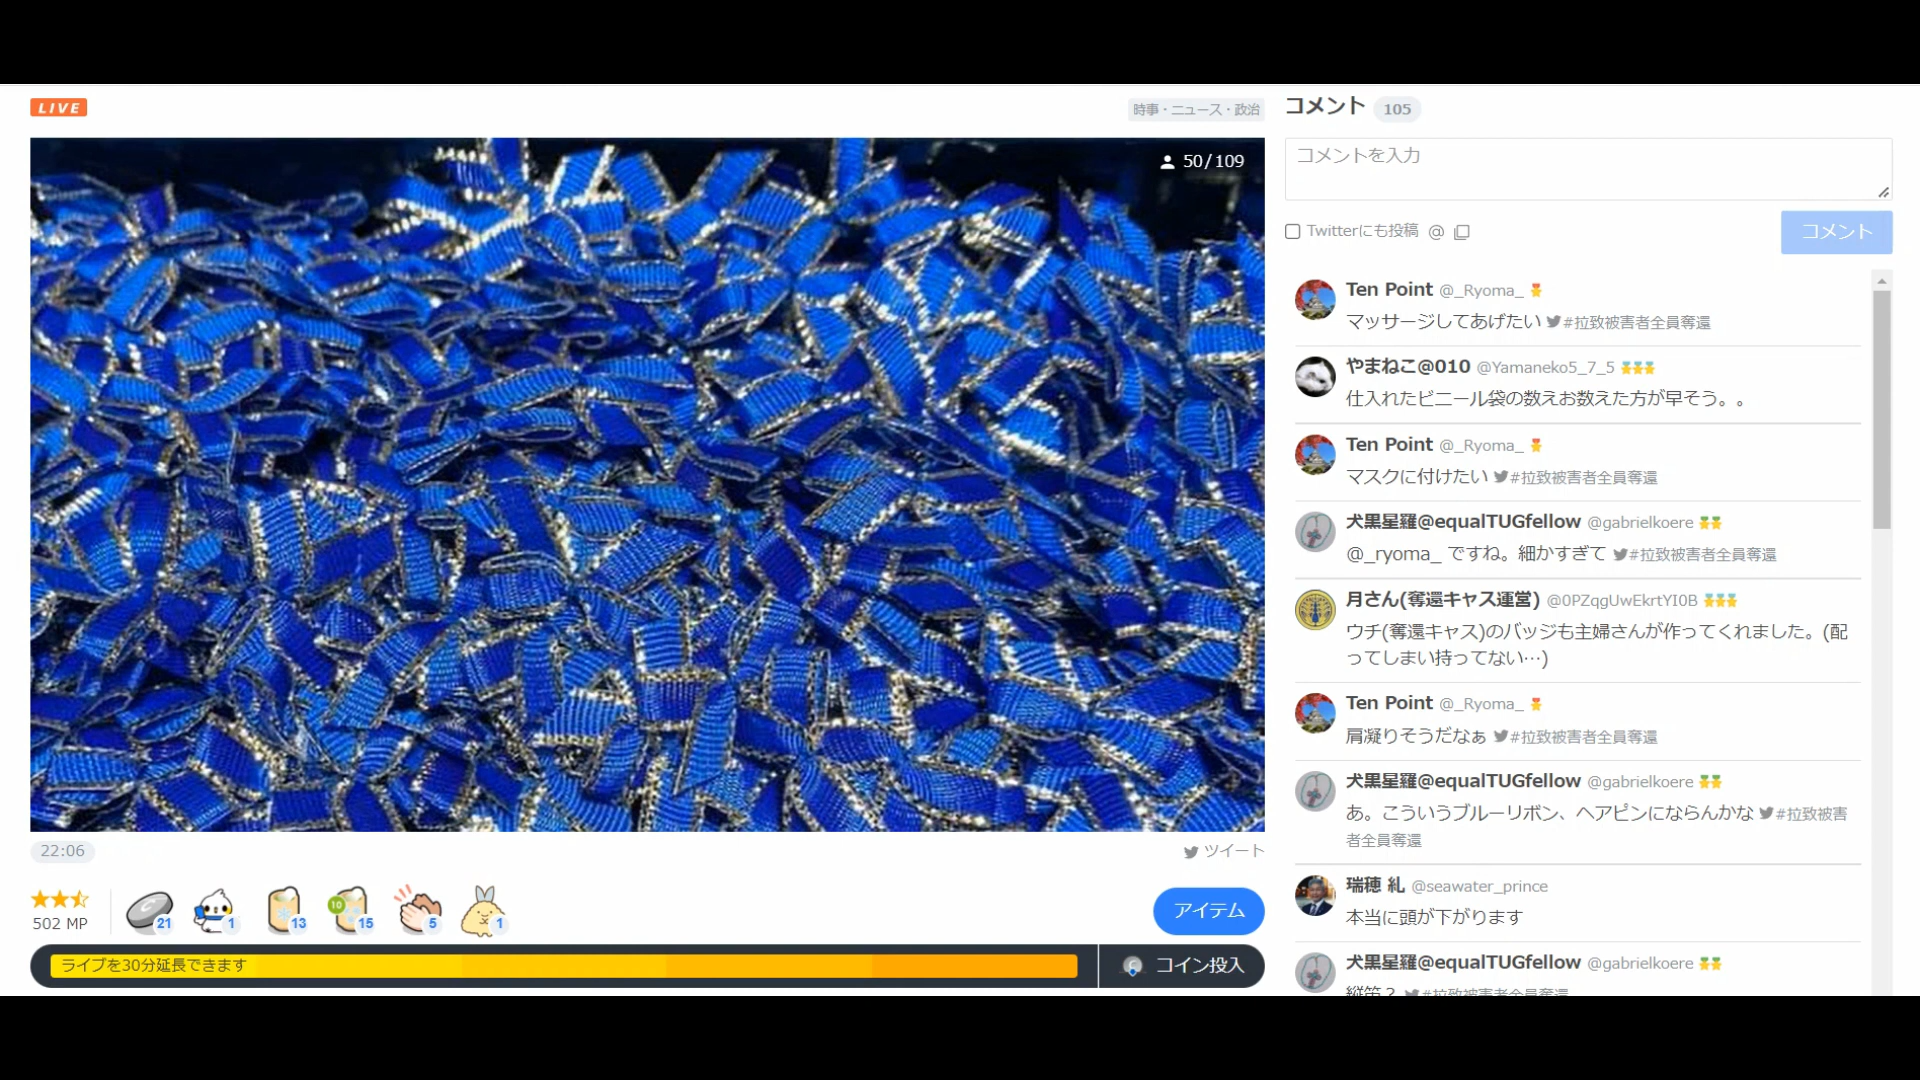 LIVE
時事・ニュース・政治
50/109
22:06
ツイート
502 MP
21
1
13
10
15
5
1
アイテム
ライブを30分延長できます
コイン投入
コメント 105
コメントを入力
Twitterにも投稿 @
コメント
Ten Point @_Ryoma_
マッサージしてあげたい #拉致被害者全員奪還
やまねこ@010 @Yamaneko5_7_5
仕入れたビニール袋の数えお数えた方が早そう。。
Ten Point @_Ryoma_
マスクに付けたい #拉致被害者全員奪還
犬黒星羅@equalTUGfellow @gabrielkoere
@_ryoma_ ですね。細かすぎて #拉致被害者全員奪還
月さん(奪還キャス運営) @0PZqgUwEkrtYI0B
ウチ(奪還キャス)のバッジも主婦さんが作ってくれました。(配
ってしまい持ってない…)
Ten Point @_Ryoma_
肩凝りそうだなぁ #拉致被害者全員奪還
犬黒星羅@equalTUGfellow @gabrielkoere
あ。こういうブルーリボン、ヘアピンにならんかな #拉致被害
者全員奪還
瑞穂 糺 @seawater_prince
本当に頭が下がります
犬黒星羅@equalTUGfellow @gabrielkoere
縦笛？ #拉致被害者全員奪還